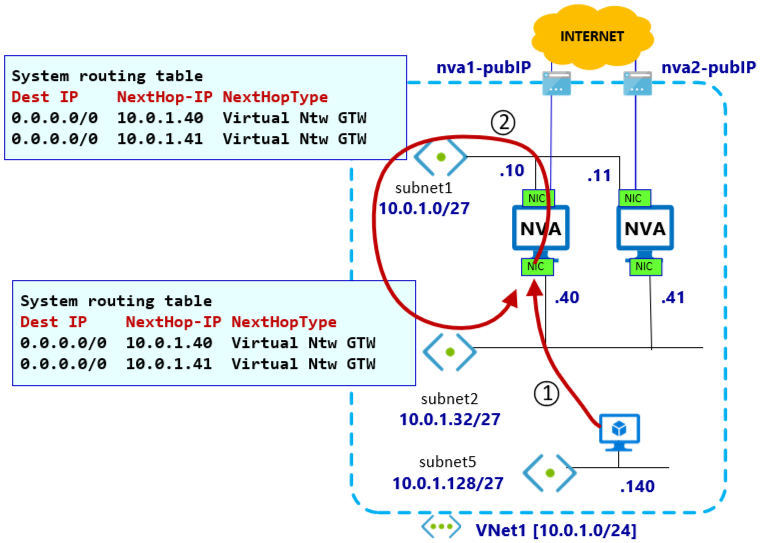 INTERNET
nva1-pubIP
nva2-pubIP
System routing table
Dest IP NextHop-IP NextHopType
0.0.0.0/0 10.0.1.40 Virtual Ntw GTW
0.0.0.0/0 10.0.1.41 Virtual Ntw GTW
②
subnet1
10.0.1.0/27
.10
.11
NIC
NIC
NVA
NVA
NIC
NIC
.40
.41
System routing table
Dest IP NextHop-IP NextHopType
0.0.0.0/0 10.0.1.40 Virtual Ntw GTW
0.0.0.0/0 10.0.1.41 Virtual Ntw GTW
subnet2
10.0.1.32/27
①
subnet5
10.0.1.128/27
.140
VNet1 [10.0.1.0/24]